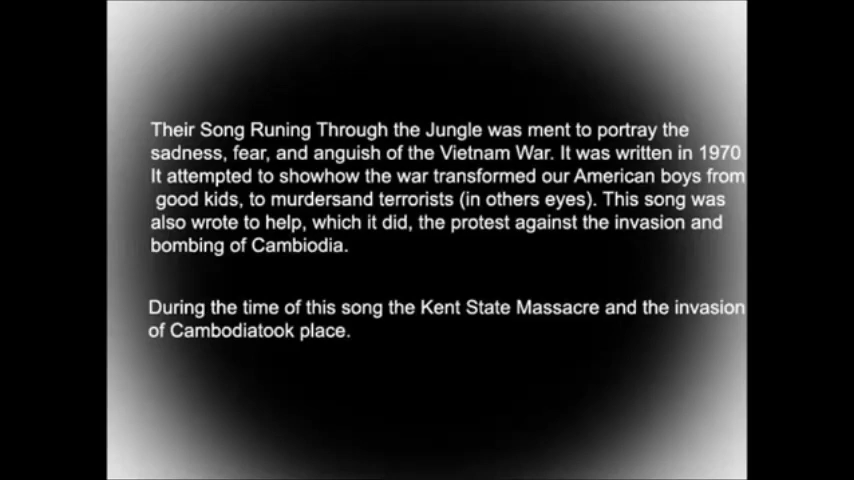 Their Song Runing Through the Jungle was ment to portray the
sadness, fear, and anguish of the Vietnam War. It was written in 1970
It attempted to showhow the war transformed our American boys from
good kids, to mursersand terrorists (in others eyes). This song was
also wrote to help, which it did, the protest against the invasion and
bombing of Cambiodia.
During the time of this song the Kent State Massacre and the invasion
of Cambodiatook place.